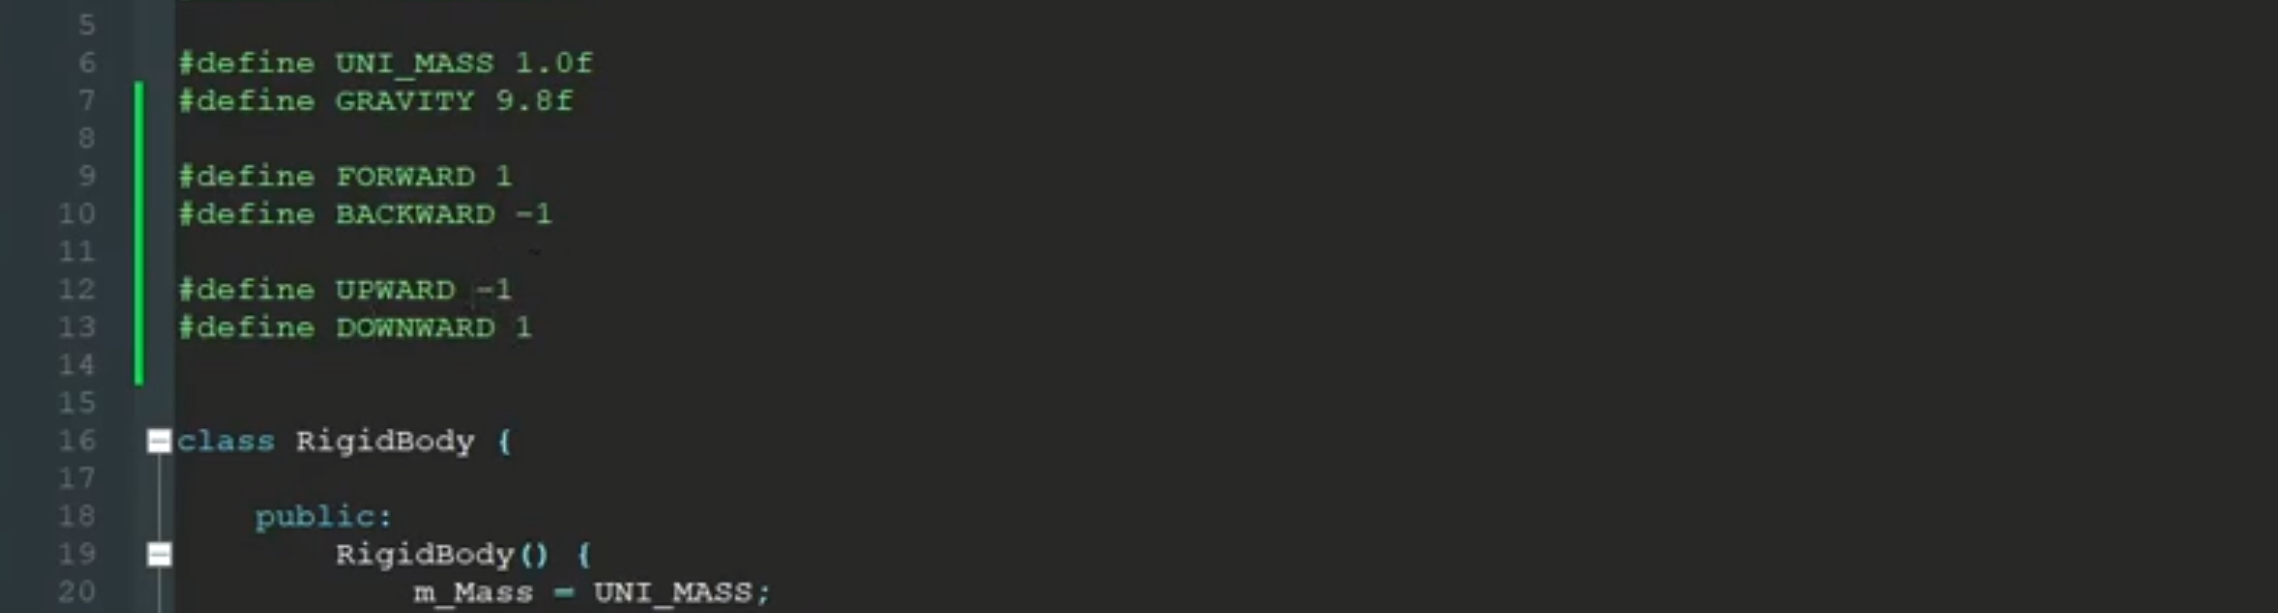 5
6 #define UNI_MASS 1.0f
7 #define GRAVITY 9.8f
8
9 #define FORWARD 1
10 #define BACKWARD -1
11
12 #define UPWARD -1
13 #define DOWNWARD 1
14
15
16 class RigidBody {
17
18 public:
19 RigidBody() {
20 m_Mass = UNI_MASS;